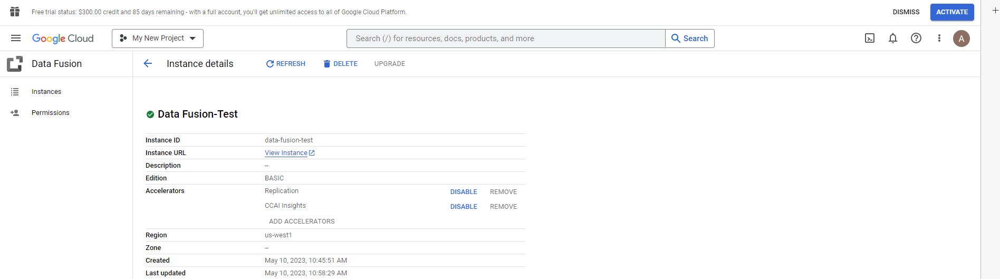 Free trial status: $300.00 credit and 85 days remaining - with a full account, you'll get unlimited access to all of Google Cloud Platform.
DISMISS
ACTIVATE
Google Cloud
My New Project
Search (/) for resources, docs, products, and more
Search
A
Data Fusion
Instance details
REFRESH
DELETE
UPGRADE
Instances
Permissions
Data Fusion-Test
Instance ID data-fusion-test
Instance URL View Instance
Description --
Edition BASIC
Accelerators Replication DISABLE REMOVE
CCAI Insights DISABLE REMOVE
ADD ACCELERATORS
Region us-west1
Zone --
Created May 10, 2023, 10:45:51 AM
Last updated May 10, 2023, 10:58:29 AM